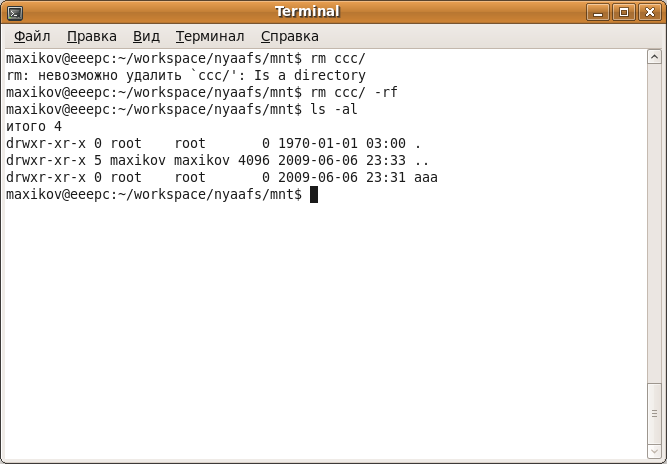 Terminal
Файл Правка Вид Терминал Справка
maxikov@eeepc:~/workspace/nyaafs/mnt$ rm ccc/
rm: невозможно удалить `ccc/': Is a directory
maxikov@eeepc:~/workspace/nyaafs/mnt$ rm ccc/ -rf
maxikov@eeepc:~/workspace/nyaafs/mnt$ ls -al
итого 4
drwxr-xr-x 0 root    root       0 1970-01-01 03:00 .
drwxr-xr-x 5 maxikov maxikov 4096 2009-06-06 23:33 ..
drwxr-xr-x 0 root    root       0 2009-06-06 23:31 aaa
maxikov@eeepc:~/workspace/nyaafs/mnt$